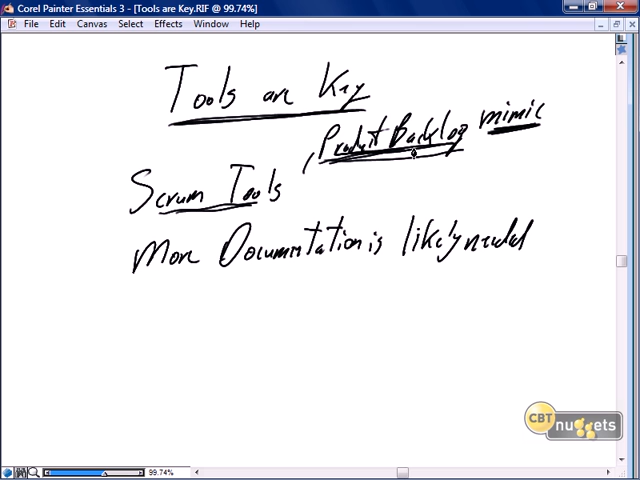 Corel Painter Essentials 3 - [Tools are Key.RIF @ 99.74%]
File Edit Canvas Select Effects Window Help
Tools are Key
Product Backlog mimic
Scrum Tools
More Documentation is likely needed
CBT nuggets
99.74%